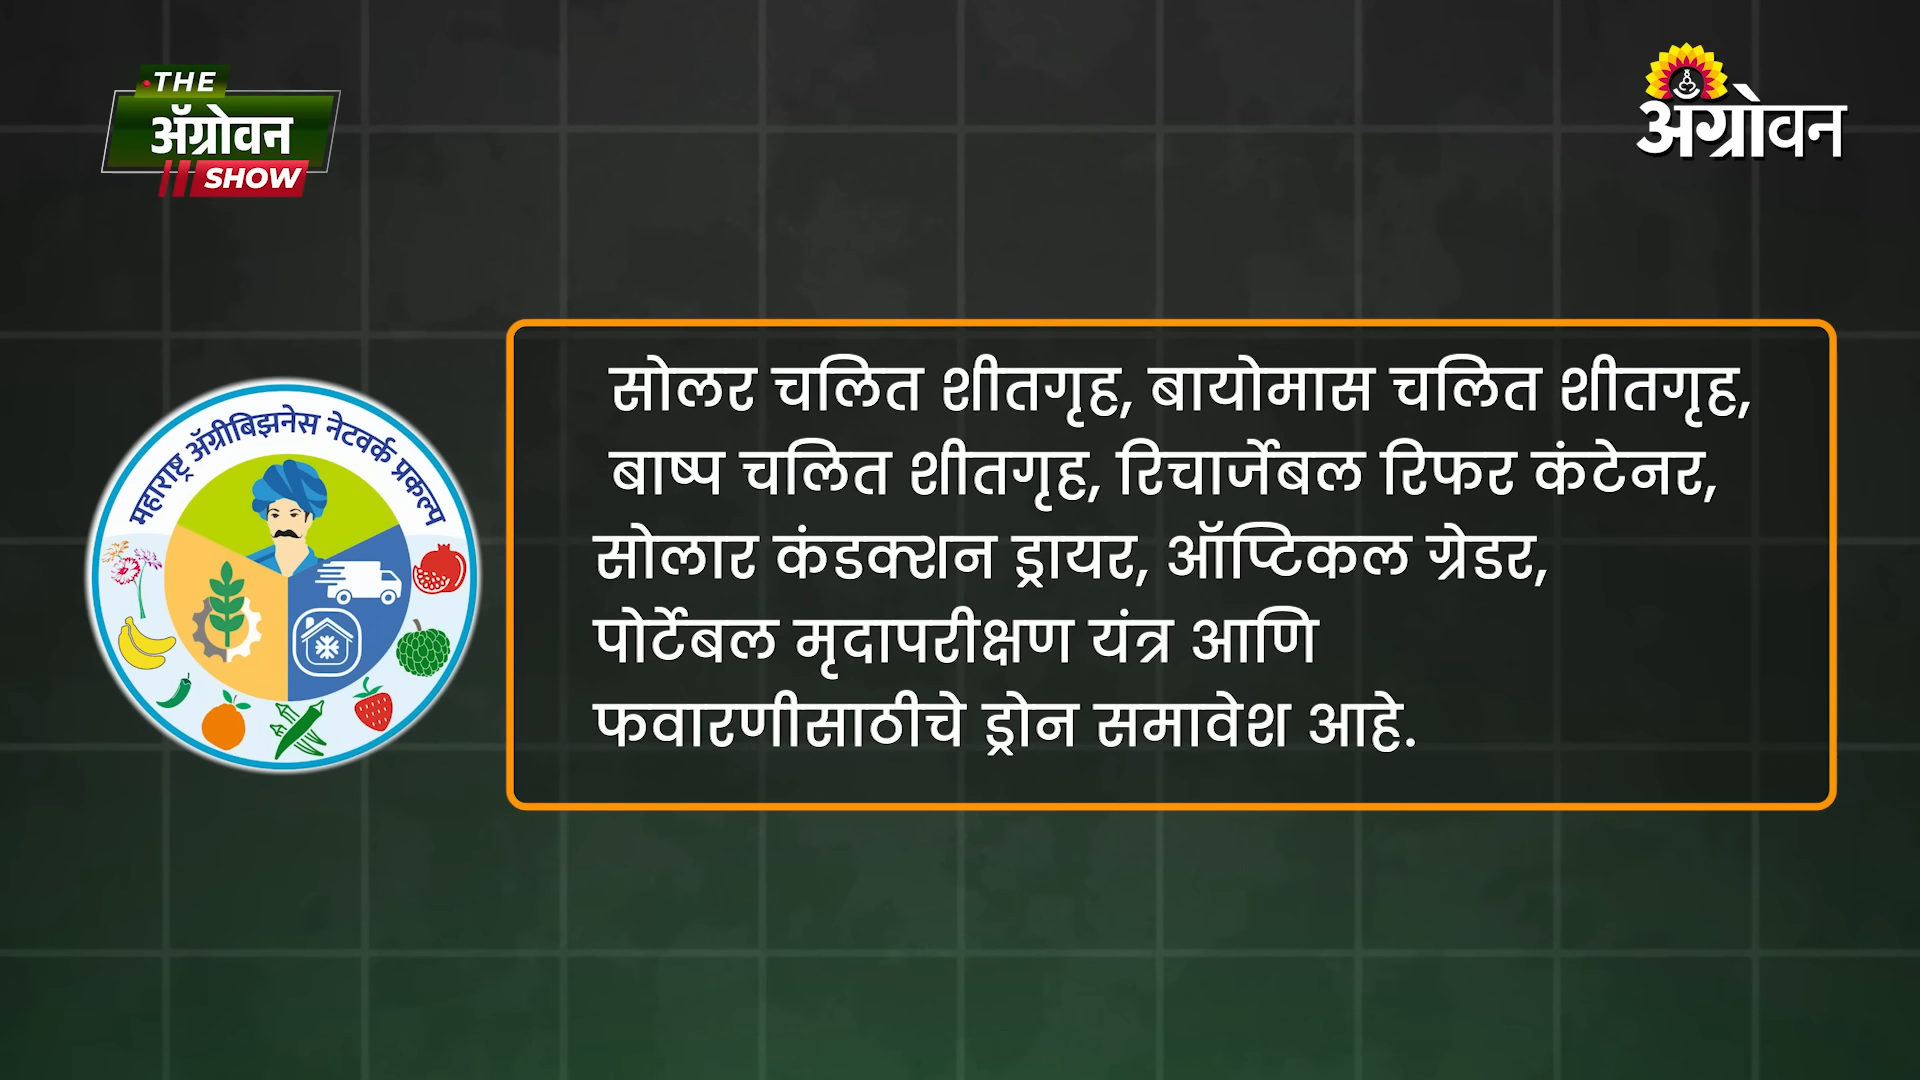 THE
ॲग्रोवन
SHOW
ॲग्रोवन
महाराष्ट्र ॲग्रीबिझनेस नेटवर्क प्रकल्प
सोलर चलित शीतगृह, बायोमास चलित शीतगृह,
बाष्प चलित शीतगृह, रिचार्जेबल रिफर कंटेनर,
सोलार कंडक्शन ड्रायर, ऑप्टिकल ग्रेडर,
पोर्टेबल मृदापरीक्षण यंत्र आणि
फवारणीसाठीचे ड्रोन समावेश आहे.